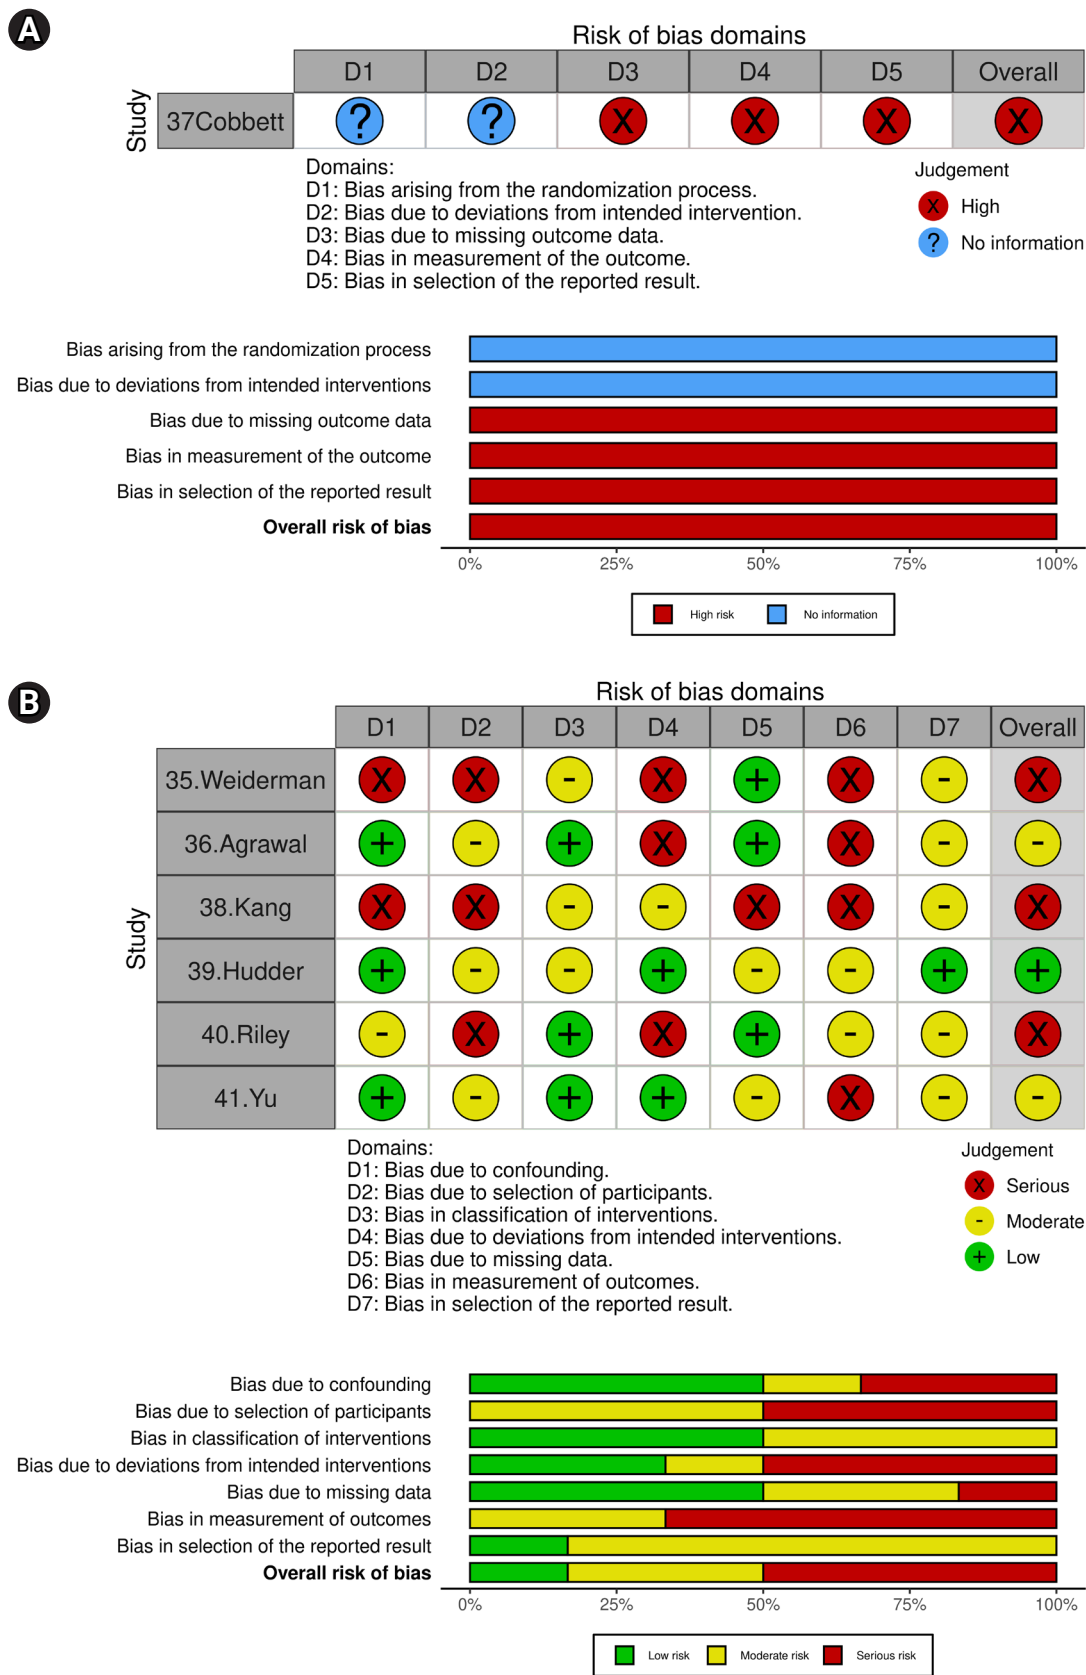 A
Risk of bias domains
D1 D2 D3 D4 D5 Overall
Study
37Cobbett ? ? X X X X
Domains:
D1: Bias arising from the randomization process.
D2: Bias due to deviations from intended intervention.
D3: Bias due to missing outcome data.
D4: Bias in measurement of the outcome.
D5: Bias in selection of the reported result.
Judgement
X High
? No information
Bias arising from the randomization process
Bias due to deviations from intended interventions
Bias due to missing outcome data
Bias in measurement of the outcome
Bias in selection of the reported result
Overall risk of bias
0% 25% 50% 75% 100%
High risk No information
B
Risk of bias domains
D1 D2 D3 D4 D5 D6 D7 Overall
Study
35.Weiderman X X - X + X - X
36.Agrawal + - + X + X - -
38.Kang X X - - X X - X
39.Hudder + - - + - - + +
40.Riley - X + X + - - X
41.Yu + - + + - X - -
Domains:
D1: Bias due to confounding.
D2: Bias due to selection of participants.
D3: Bias in classification of interventions.
D4: Bias due to deviations from intended interventions.
D5: Bias due to missing data.
D6: Bias in measurement of outcomes.
D7: Bias in selection of the reported result.
Judgement
X Serious
- Moderate
+ Low
Bias due to confounding
Bias due to selection of participants
Bias in classification of interventions
Bias due to deviations from intended interventions
Bias due to missing data
Bias in measurement of outcomes
Bias in selection of the reported result
Overall risk of bias
0% 25% 50% 75% 100%
Low risk Moderate risk Serious risk